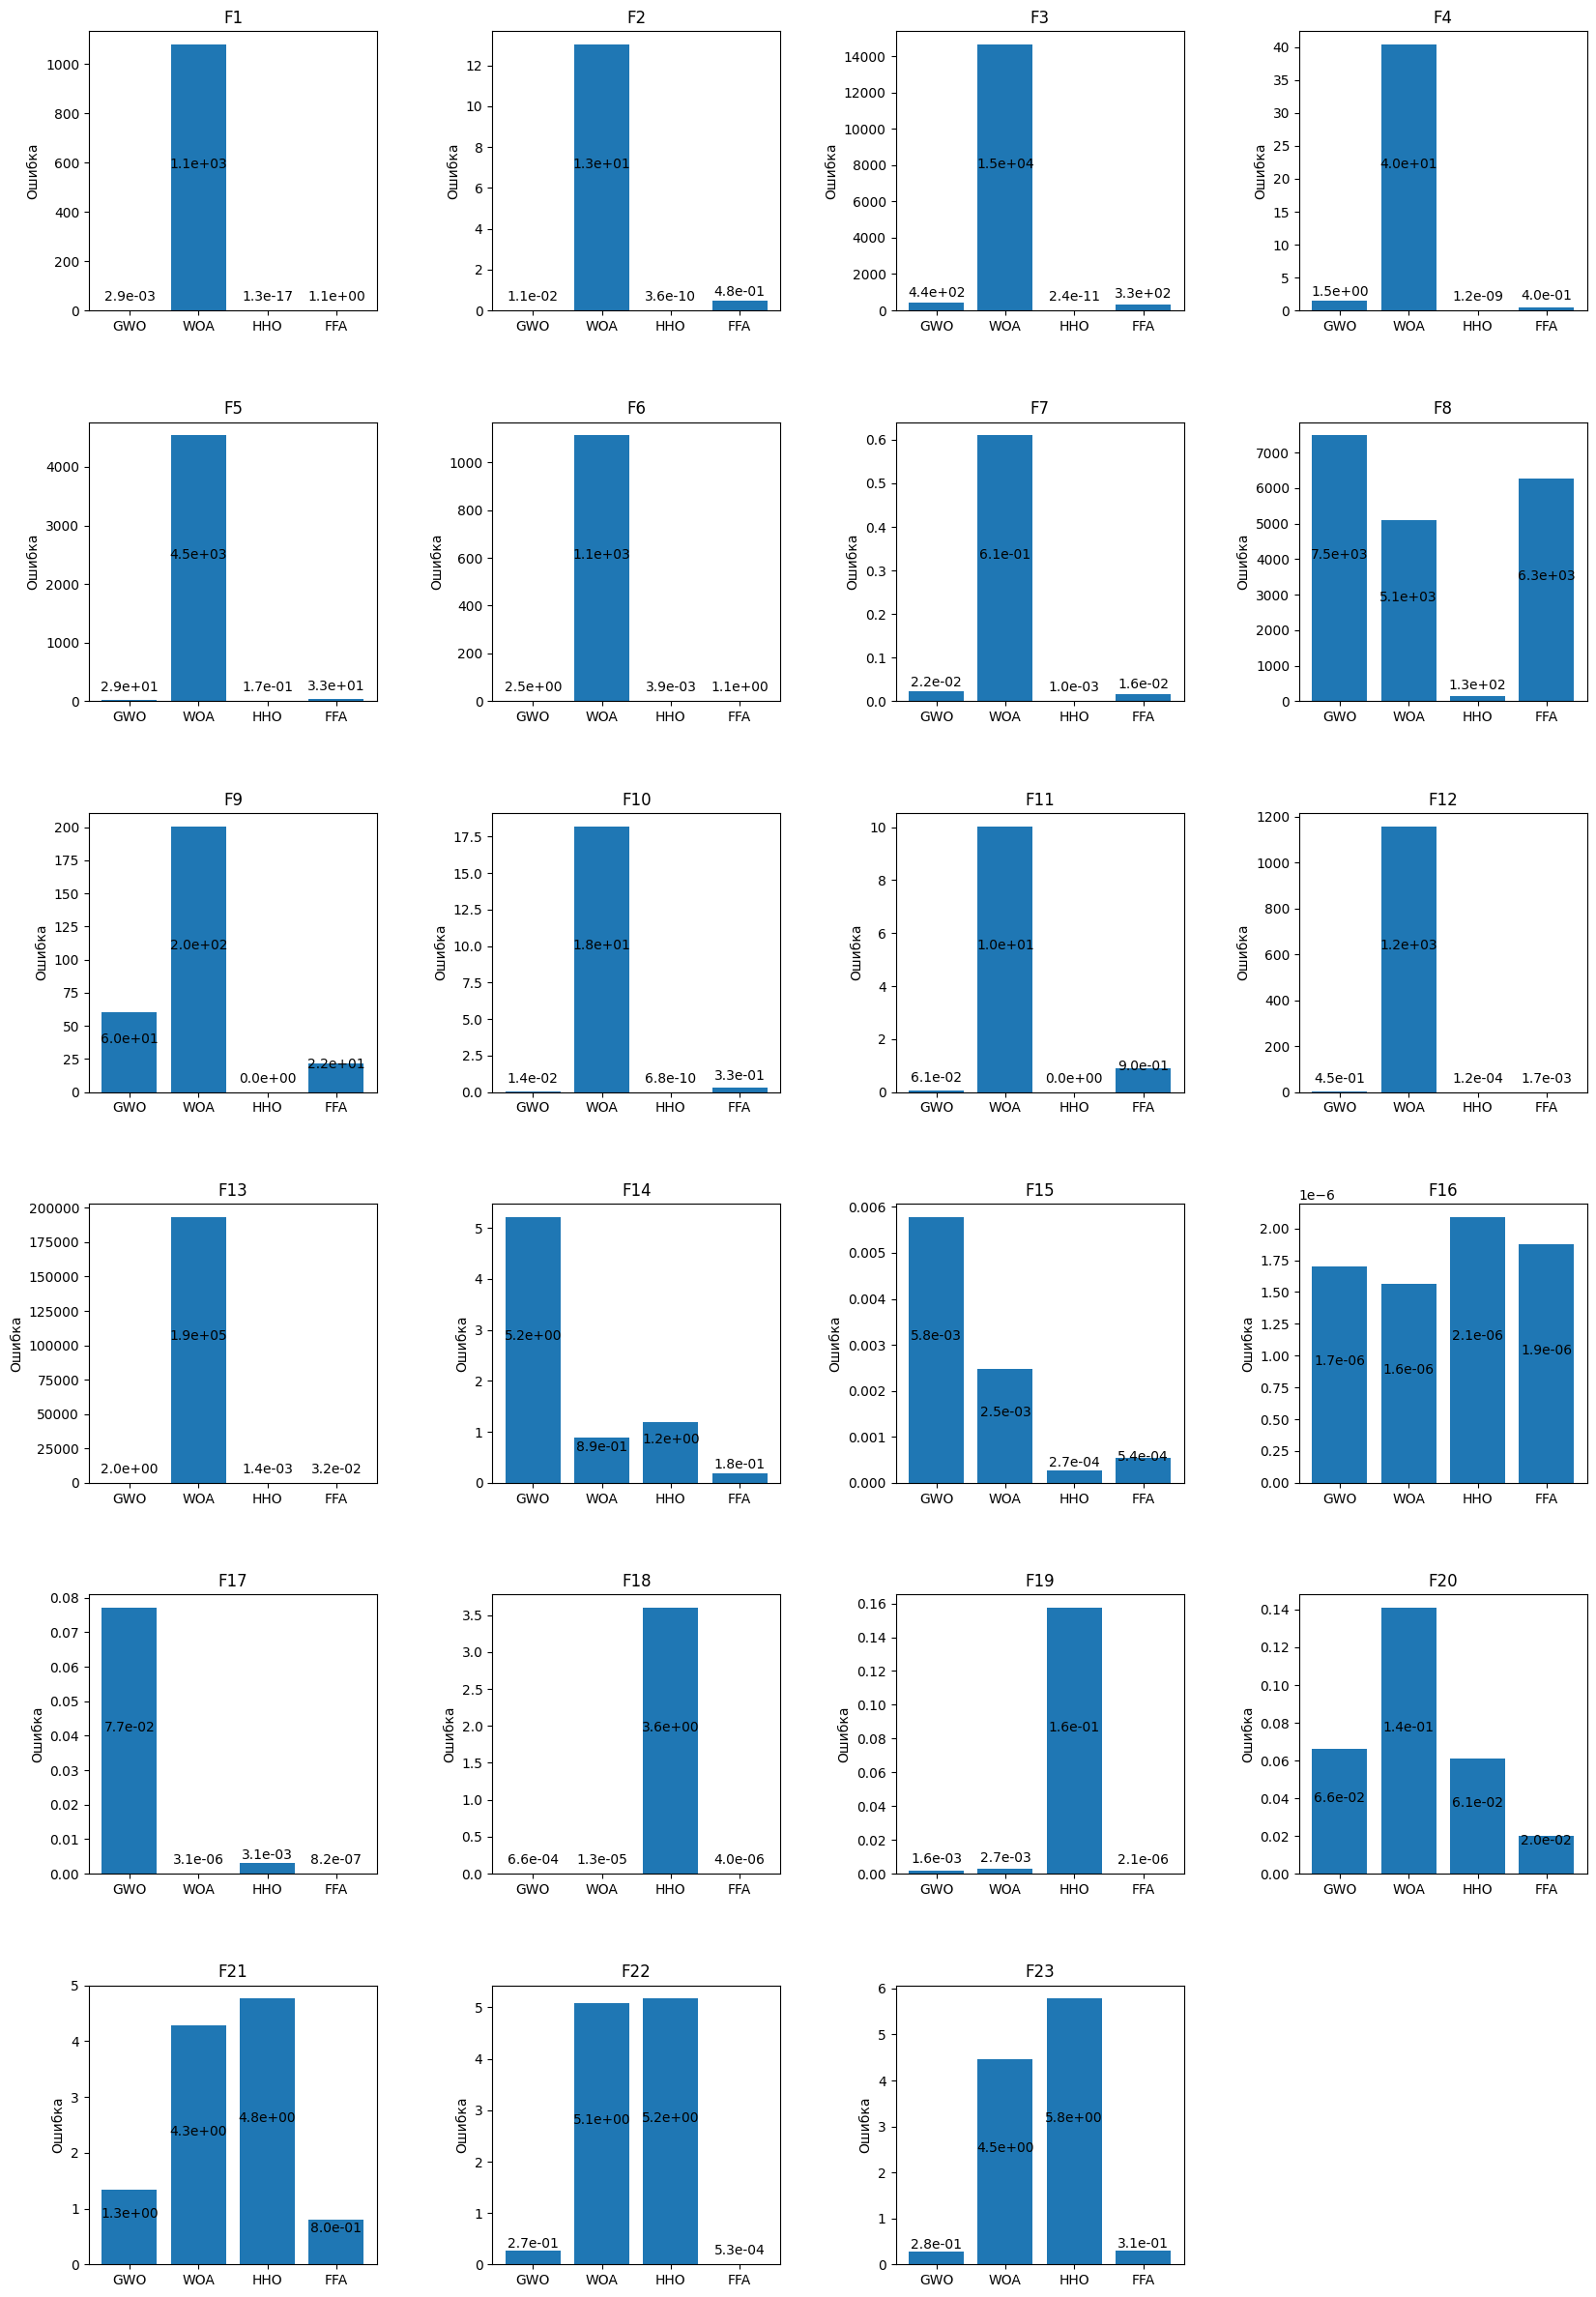 F1
1000
800
600
400
200
0
Ошибка
2.9e-03
1.1e+03
1.3e-17
1.1e+00
GWO WOA HHO FFA
F2
12
10
8
6
4
2
0
Ошибка
1.1e-02
1.3e+01
3.6e-10
4.8e-01
GWO WOA HHO FFA
F3
14000
12000
10000
8000
6000
4000
2000
0
Ошибка
4.4e+02
1.5e+04
2.4e-11
3.3e+02
GWO WOA HHO FFA
F4
40
35
30
25
20
15
10
5
0
Ошибка
1.5e+00
4.0e+01
1.2e-09
4.0e-01
GWO WOA HHO FFA
F5
4000
3000
2000
1000
0
Ошибка
2.9e+01
4.5e+03
1.7e-01
3.3e+01
GWO WOA HHO FFA
F6
1000
800
600
400
200
0
Ошибка
2.5e+00
1.1e+03
3.9e-03
1.1e+00
GWO WOA HHO FFA
F7
0.6
0.5
0.4
0.3
0.2
0.1
0.0
Ошибка
2.2e-02
6.1e-01
1.0e-03
1.6e-02
GWO WOA HHO FFA
F8
7000
6000
5000
4000
3000
2000
1000
0
Ошибка
7.5e+03
5.1e+03
1.3e+02
6.3e+03
GWO WOA HHO FFA
F9
200
175
150
125
100
75
50
25
0
Ошибка
6.0e+01
2.0e+02
0.0e+00
2.2e+01
GWO WOA HHO FFA
F10
17.5
15.0
12.5
10.0
7.5
5.0
2.5
0.0
Ошибка
1.4e-02
1.8e+01
6.8e-10
3.3e-01
GWO WOA HHO FFA
F11
10
8
6
4
2
0
Ошибка
6.1e-02
1.0e+01
0.0e+00
9.0e-01
GWO WOA HHO FFA
F12
1200
1000
800
600
400
200
0
Ошибка
4.5e-01
1.2e+03
1.2e-04
1.7e-03
GWO WOA HHO FFA
F13
200000
175000
150000
125000
100000
75000
50000
25000
0
Ошибка
2.0e+00
1.9e+05
1.4e-03
3.2e-02
GWO WOA HHO FFA
F14
5
4
3
2
1
0
Ошибка
5.2e+00
8.9e-01
1.2e+00
1.8e-01
GWO WOA HHO FFA
F15
0.006
0.005
0.004
0.003
0.002
0.001
0.000
Ошибка
5.8e-03
2.5e-03
2.7e-04
5.4e-04
GWO WOA HHO FFA
F16
1e−6
2.00
1.75
1.50
1.25
1.00
0.75
0.50
0.25
0.00
Ошибка
1.7e-06
1.6e-06
2.1e-06
1.9e-06
GWO WOA HHO FFA
F17
0.08
0.07
0.06
0.05
0.04
0.03
0.02
0.01
0.00
Ошибка
7.7e-02
3.1e-06
3.1e-03
8.2e-07
GWO WOA HHO FFA
F18
3.5
3.0
2.5
2.0
1.5
1.0
0.5
0.0
Ошибка
6.6e-04
1.3e-05
3.6e+00
4.0e-06
GWO WOA HHO FFA
F19
0.16
0.14
0.12
0.10
0.08
0.06
0.04
0.02
0.00
Ошибка
1.6e-03
2.7e-03
1.6e-01
2.1e-06
GWO WOA HHO FFA
F20
0.14
0.12
0.10
0.08
0.06
0.04
0.02
0.00
Ошибка
6.6e-02
1.4e-01
6.1e-02
2.0e-02
GWO WOA HHO FFA
F21
5
4
3
2
1
0
Ошибка
1.3e+00
4.3e+00
4.8e+00
8.0e-01
GWO WOA HHO FFA
F22
5
4
3
2
1
0
Ошибка
2.7e-01
5.1e+00
5.2e+00
5.3e-04
GWO WOA HHO FFA
F23
6
5
4
3
2
1
0
Ошибка
2.8e-01
4.5e+00
5.8e+00
3.1e-01
GWO WOA HHO FFA